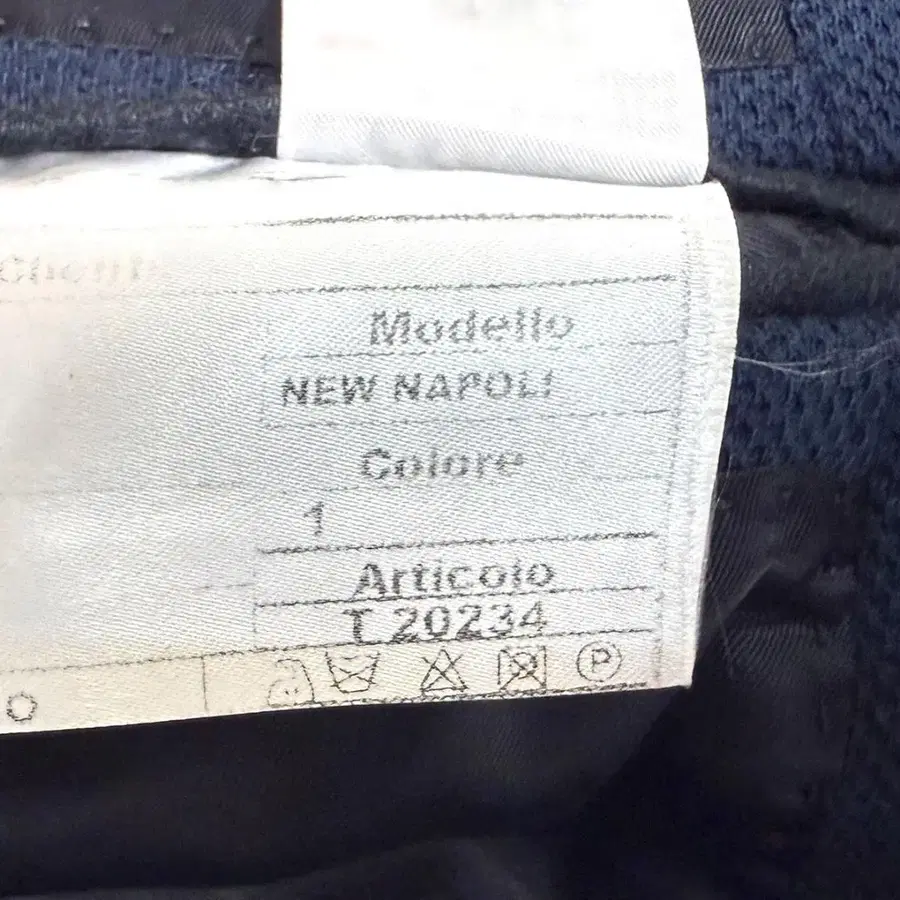 Modello
NEW NAPOLI
Colore
1
Articolo
T 20234
P